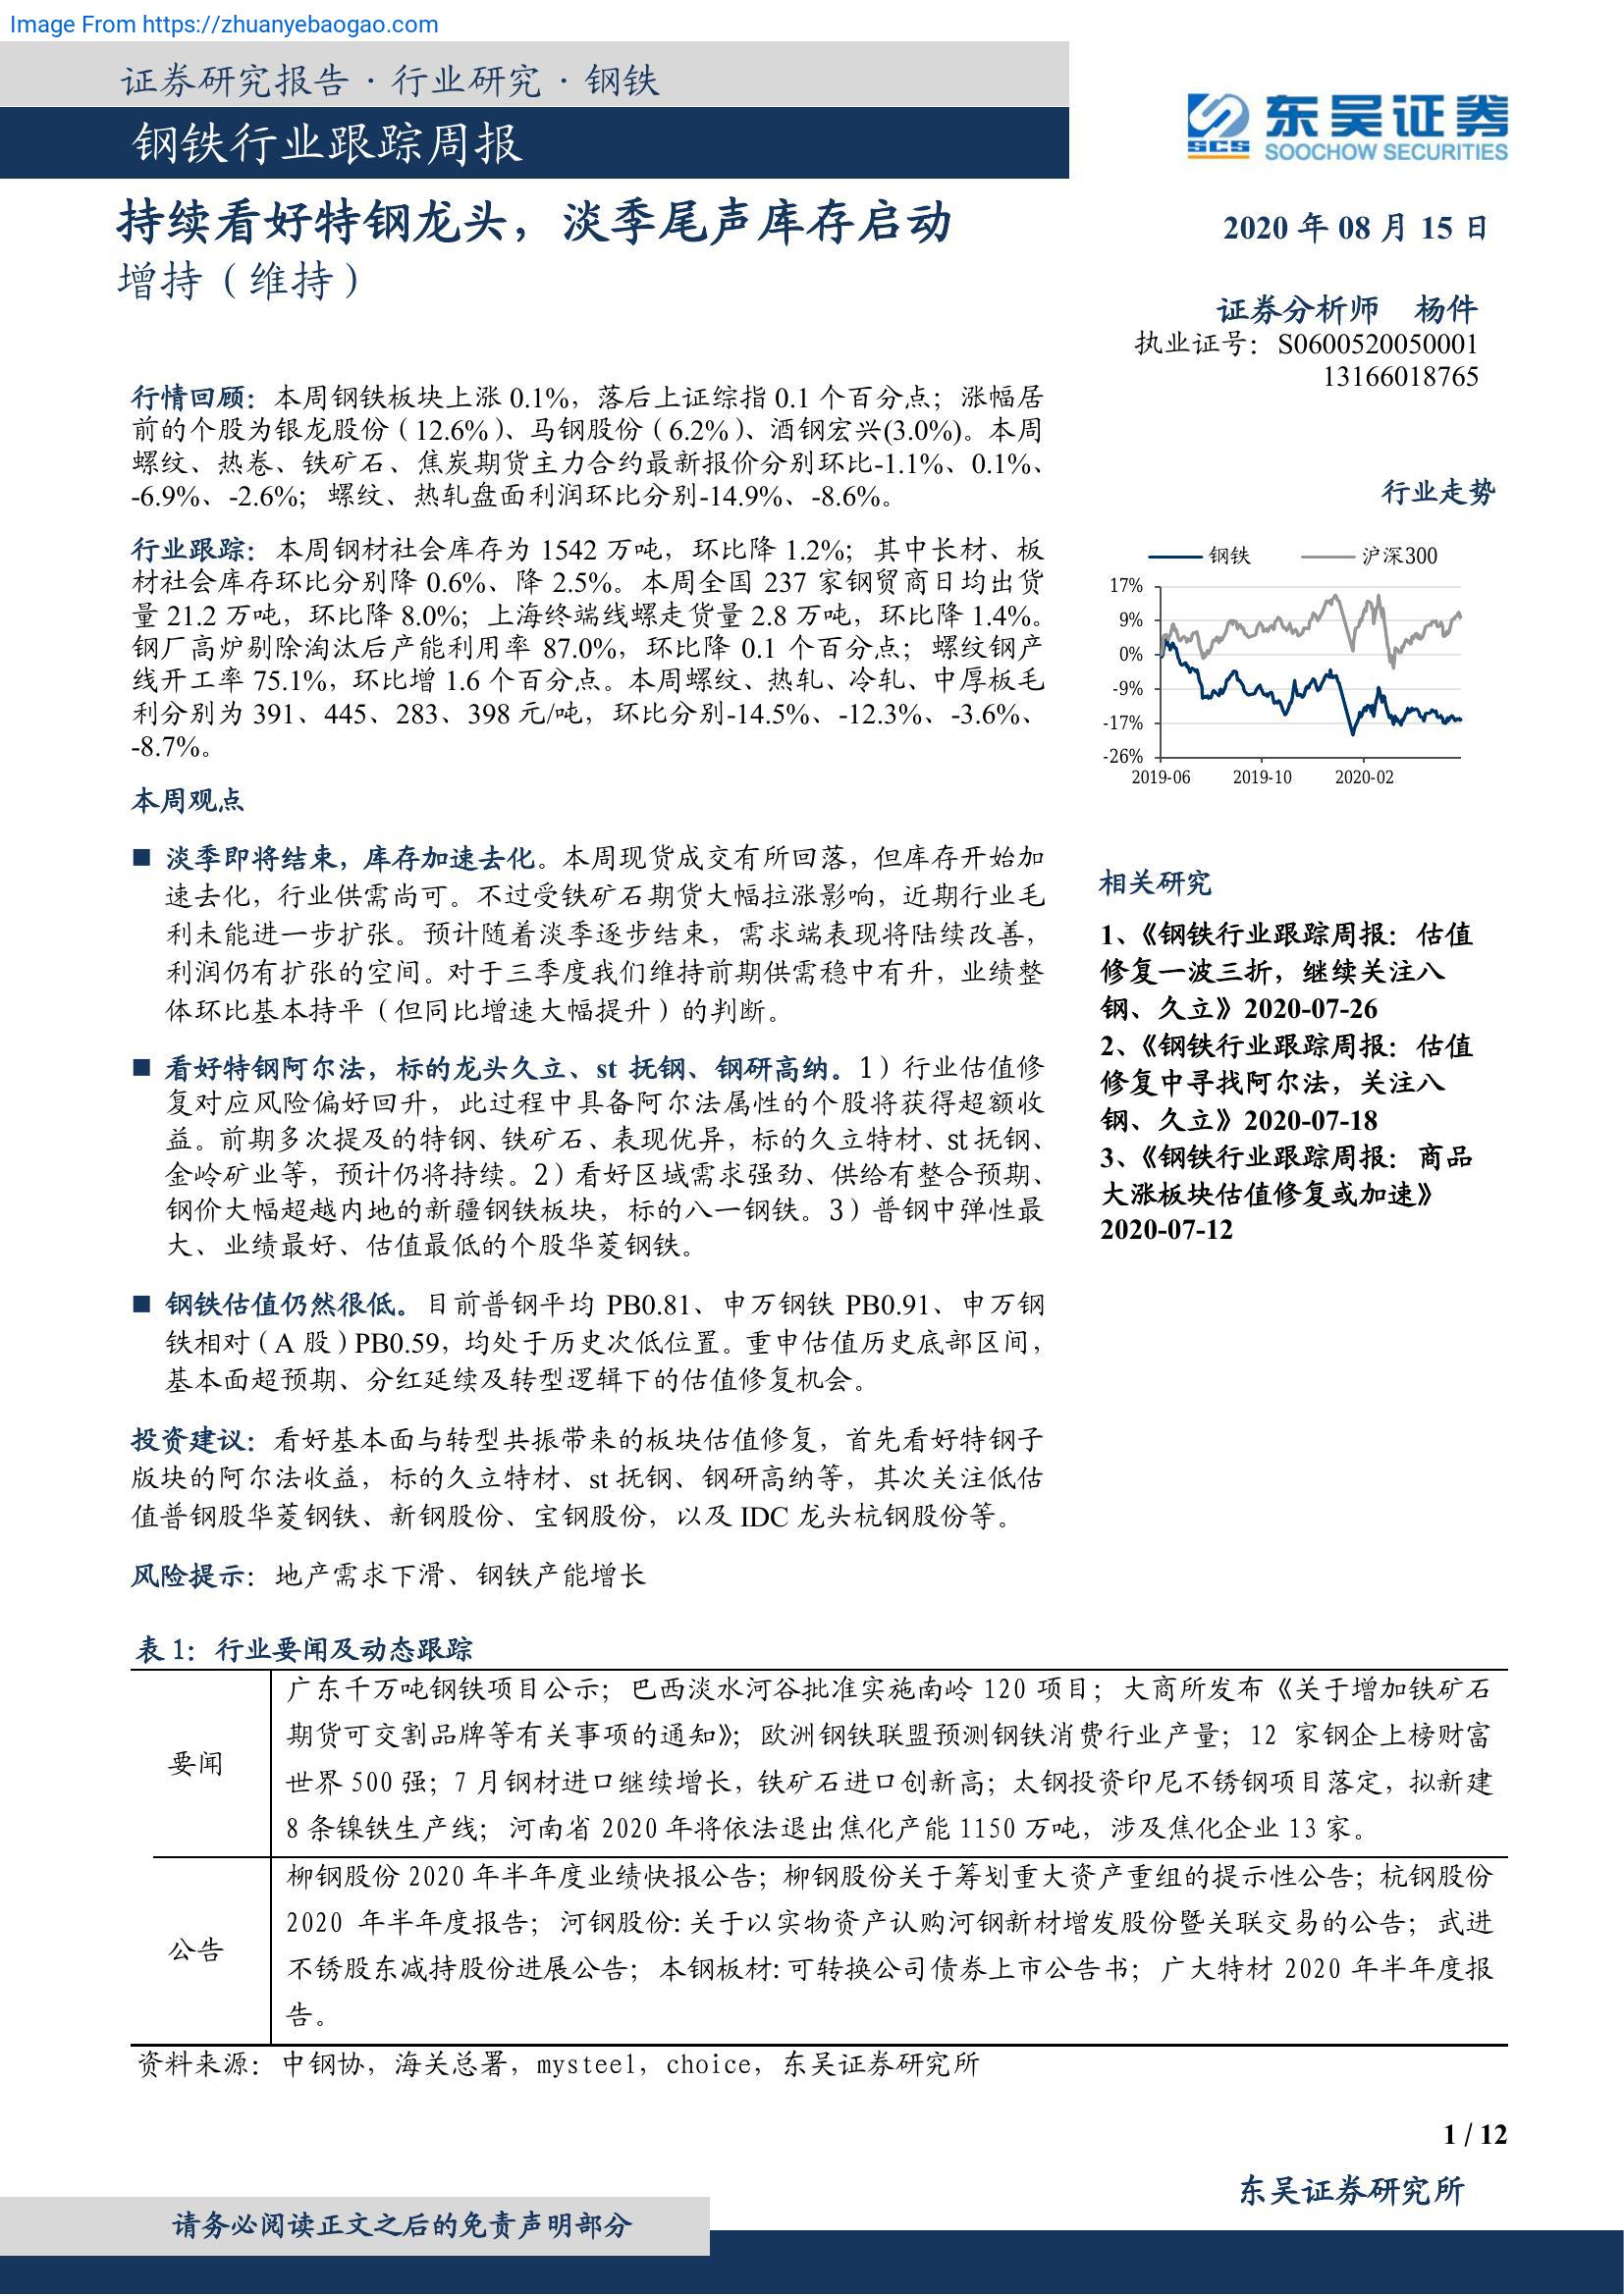 Image From https://zhuanyebaogao.com
证券研究报告 · 行业研究 · 钢铁
钢铁行业跟踪周报
东吴证券
SCS
SOOCHOW SECURITIES
持续看好特钢龙头，淡季尾声库存启动
增持（维持）
2020 年 08 月 15 日
证券分析师 杨件
执业证号：S0600520050001
13166018765
行情回顾：本周钢铁板块上涨 0.1%，落后上证综指 0.1 个百分点；涨幅居
前的个股为银龙股份（12.6%）、马钢股份（6.2%）、酒钢宏兴(3.0%)。本周
螺纹、热卷、铁矿石、焦炭期货主力合约最新报价分别环比-1.1%、0.1%、
-6.9%、-2.6%；螺纹、热轧盘面利润环比分别-14.9%、-8.6%。
行业跟踪：本周钢材社会库存为 1542 万吨，环比降 1.2%；其中长材、板
材社会库存环比分别降 0.6%、降 2.5%。本周全国 237 家钢贸商日均出货
量 21.2 万吨，环比降 8.0%；上海终端线螺走货量 2.8 万吨，环比降 1.4%。
钢厂高炉剔除淘汰后产能利用率 87.0%，环比降 0.1 个百分点；螺纹钢产
线开工率 75.1%，环比增 1.6 个百分点。本周螺纹、热轧、冷轧、中厚板毛
利分别为 391、445、283、398 元/吨，环比分别-14.5%、-12.3%、-3.6%、
-8.7%。
本周观点
■ 淡季即将结束，库存加速去化。本周现货成交有所回落，但库存开始加
速去化，行业供需尚可。不过受铁矿石期货大幅拉涨影响，近期行业毛
利未能进一步扩张。预计随着淡季逐步结束，需求端表现将陆续改善，
利润仍有扩张的空间。对于三季度我们维持前期供需稳中有升，业绩整
体环比基本持平（但同比增速大幅提升）的判断。
■ 看好特钢阿尔法，标的龙头久立、st 抚钢、钢研高纳。1）行业估值修
复对应风险偏好回升，此过程中具备阿尔法属性的个股将获得超额收
益。前期多次提及的特钢、铁矿石、表现优异，标的久立特材、st 抚钢、
金岭矿业等，预计仍将持续。2）看好区域需求强劲、供给有整合预期、
钢价大幅超越内地的新疆钢铁板块，标的八一钢铁。3）普钢中弹性最
大、业绩最好、估值最低的个股华菱钢铁。
■ 钢铁估值仍然很低。目前普钢平均 PB0.81、申万钢铁 PB0.91、申万钢
铁相对（A 股）PB0.59，均处于历史次低位置。重申估值历史底部区间，
基本面超预期、分红延续及转型逻辑下的估值修复机会。
投资建议：看好基本面与转型共振带来的板块估值修复，首先看好特钢子
版块的阿尔法收益，标的久立特材、st 抚钢、钢研高纳等，其次关注低估
值普钢股华菱钢铁、新钢股份、宝钢股份，以及 IDC 龙头杭钢股份等。
风险提示：地产需求下滑、钢铁产能增长
行业走势
钢铁 沪深300
17%
9%
0%
-9%
-17%
-26%
2019-06 2019-10 2020-02
相关研究
1、《钢铁行业跟踪周报：估值
修复一波三折，继续关注八
钢、久立》2020-07-26
2、《钢铁行业跟踪周报：估值
修复中寻找阿尔法，关注八
钢、久立》2020-07-18
3、《钢铁行业跟踪周报：商品
大涨板块估值修复或加速》
2020-07-12
表 1：行业要闻及动态跟踪
要闻
广东千万吨钢铁项目公示；巴西淡水河谷批准实施南岭 120 项目；大商所发布《关于增加铁矿石
期货可交割品牌等有关事项的通知》；欧洲钢铁联盟预测钢铁消费行业产量；12 家钢企上榜财富
世界 500 强；7 月钢材进口继续增长，铁矿石进口创新高；太钢投资印尼不锈钢项目落定，拟新建
8 条镍铁生产线；河南省 2020 年将依法退出焦化产能 1150 万吨，涉及焦化企业 13 家。
公告
柳钢股份 2020 年半年度业绩快报公告；柳钢股份关于筹划重大资产重组的提示性公告；杭钢股份
2020 年半年度报告；河钢股份:关于以实物资产认购河钢新材增发股份暨关联交易的公告；武进
不锈股东减持股份进展公告；本钢板材:可转换公司债券上市公告书；广大特材 2020 年半年度报
告。
资料来源：中钢协，海关总署，mysteel，choice，东吴证券研究所
1 / 12
东吴证券研究所
请务必阅读正文之后的免责声明部分